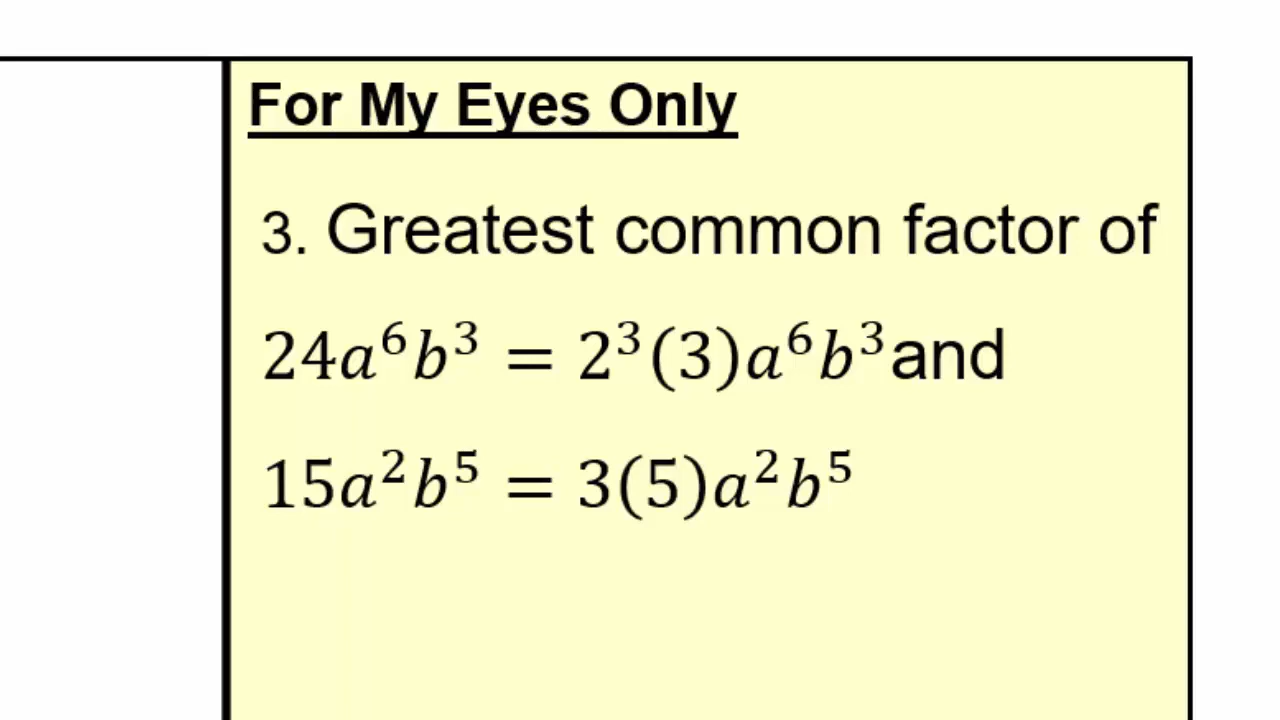 For My Eyes Only
3. Greatest common factor of
24a⁶b³ = 2³(3)a⁶b³and
15a²b⁵ = 3(5)a²b⁵